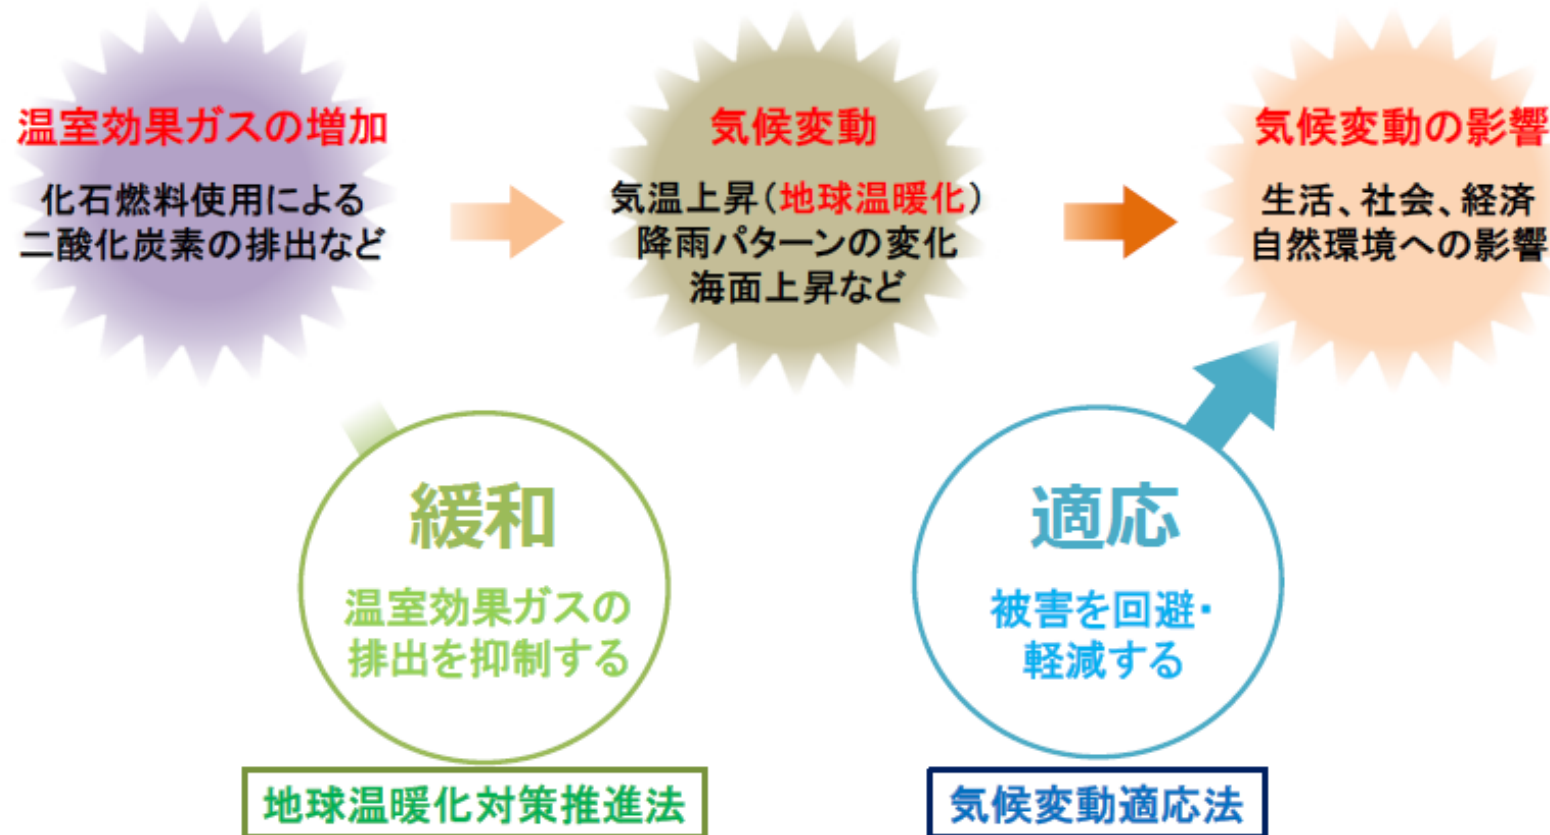 温室効果ガスの増加
化石燃料使用による
二酸化炭素の排出など
気候変動
気温上昇(地球温暖化)
降雨パターンの変化
海面上昇など
気候変動の影響
生活、社会、経済
自然環境への影響
緩和
温室効果ガスの
排出を抑制する
地球温暖化対策推進法
適応
被害を回避・
軽減する
気候変動適応法